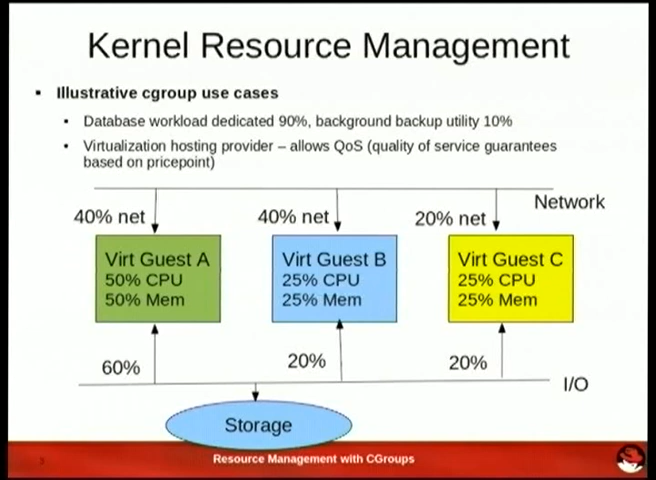 Kernel Resource Management
Illustrative cgroup use cases
Database workload dedicated 90%, background backup utility 10%
Virtualization hosting provider – allows QoS (quality of service guarantees
based on pricepoint)
Network
40% net
40% net
20% net
Virt Guest A
50% CPU
50% Mem
Virt Guest B
25% CPU
25% Mem
Virt Guest C
25% CPU
25% Mem
60%
20%
20%
I/O
Storage
Resource Management with CGroups